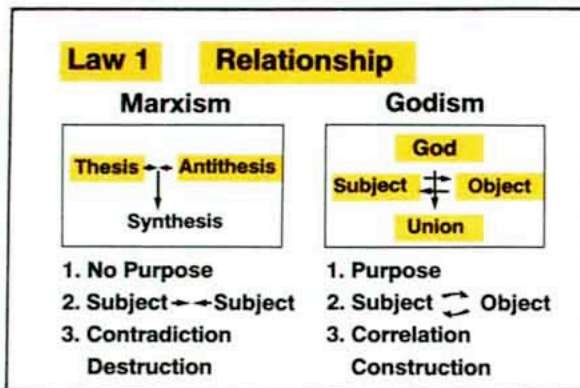 Law 1 Relationship
Marxism
Thesis Antithesis
Synthesis
1. No Purpose
2. Subject Subject
3. Contradiction
Destruction
Godism
God
Subject Object
Union
1. Purpose
2. Subject Object
3. Correlation
Construction